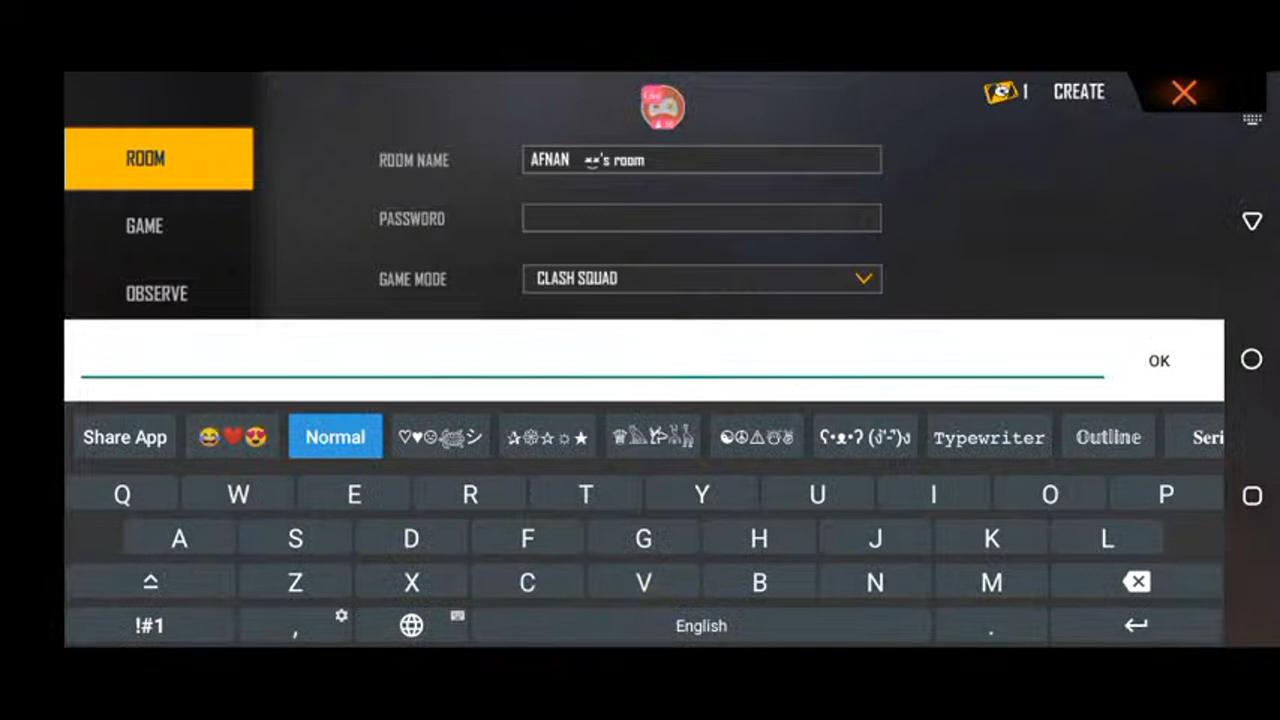 1 CREATE
ROOM
ROOM NAME AFNAN 's room
GAME
PASSWORD
OBSERVE
GAME MODE CLASH SQUAD
OK
Share App 😂❤️😍 Normal Typewriter Outline Seri
Q W E R T Y U I O P
A S D F G H J K L
Z X C V B N M
!#1 , English .